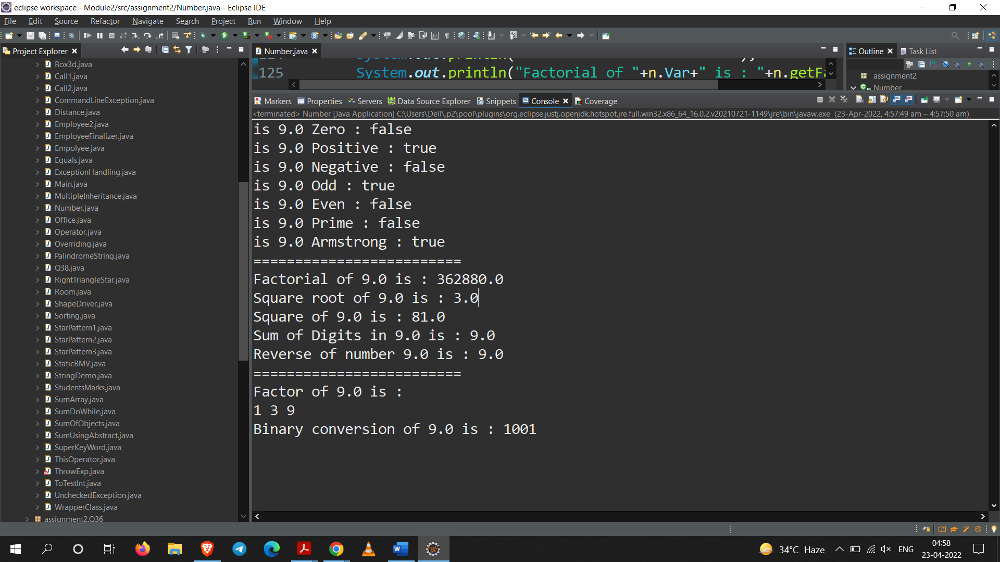 eclipse workspace - Module2/src/assignment2/Number.java - Eclipse IDE
File Edit Source Refactor Navigate Search Project Run Window Help
Project Explorer
Number.java
Outline
Task List
Box3d.java
Call1.java
Call2.java
CommandLineException.java
Distance.java
Employee2.java
EmployeeFinalizer.java
Empolyee.java
Equals.java
ExceptionHandling.java
Main.java
MultipleInheritance.java
Number.java
Office.java
Operator.java
Overriding.java
PalindromeString.java
Q38.java
RightTriangleStar.java
Room.java
ShapeDriver.java
Sorting.java
StarPattern1.java
StarPattern2.java
StarPattern3.java
StaticBMV.java
StringDemo.java
StudentsMarks.java
SumArray.java
SumDoWhile.java
SumOfObjects.java
SumUsingAbstract.java
SuperKeyWord.java
ThisOperator.java
ThrowExp.java
ToTestInt.java
UncheckedException.java
WrapperClass.java
assignment2.Q36
125 System.out.println("Factorial of "+n.Var+" is : "+n.getFa
assignment2
Number
Markers Properties Servers Data Source Explorer Snippets Console Coverage
<terminated> Number [Java Application] C:\Users\Dell\.p2\pool\plugins\org.eclipse.justj.openjdk.hotspot.jre.full.win32.x86_64_16.0.2.v20210721-1149\jre\bin\javaw.exe (23-Apr-2022, 4:57:49 am – 4:57:50 am)
is 9.0 Zero : false
is 9.0 Positive : true
is 9.0 Negative : false
is 9.0 Odd : true
is 9.0 Even : false
is 9.0 Prime : false
is 9.0 Armstrong : true
=========================
Factorial of 9.0 is : 362880.0
Square root of 9.0 is : 3.0
Square of 9.0 is : 81.0
Sum of Digits in 9.0 is : 9.0
Reverse of number 9.0 is : 9.0
=========================
Factor of 9.0 is :
1 3 9
Binary conversion of 9.0 is : 1001
34°C Haze
ENG
04:58
23-04-2022